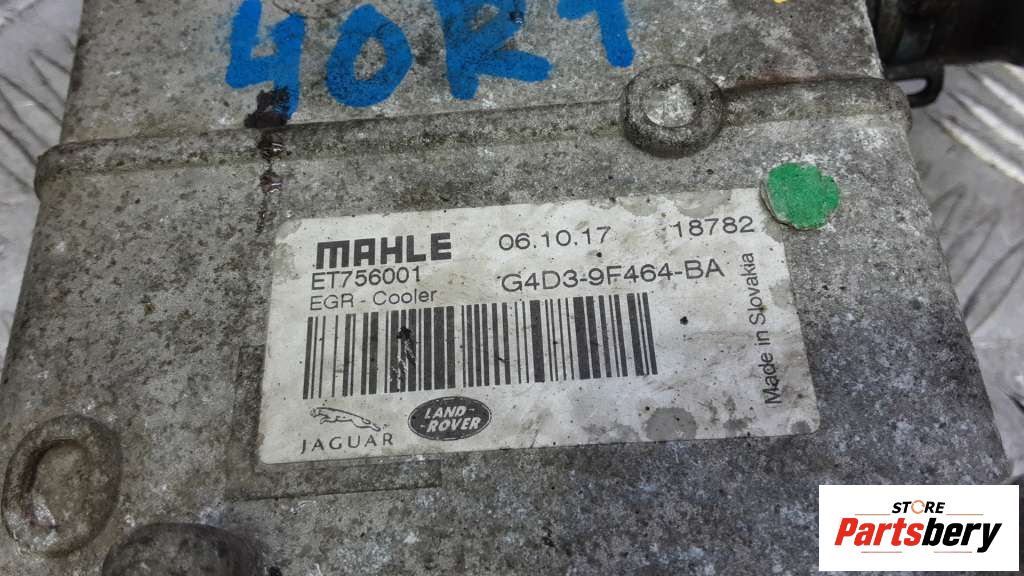 40R1
MAHLE 06.10.17 18782
ET756001 G4D3-9F464-BA
EGR - Cooler
Made in Slovakia
JAGUAR
LAND-
-ROVER
STORE
Partsbery